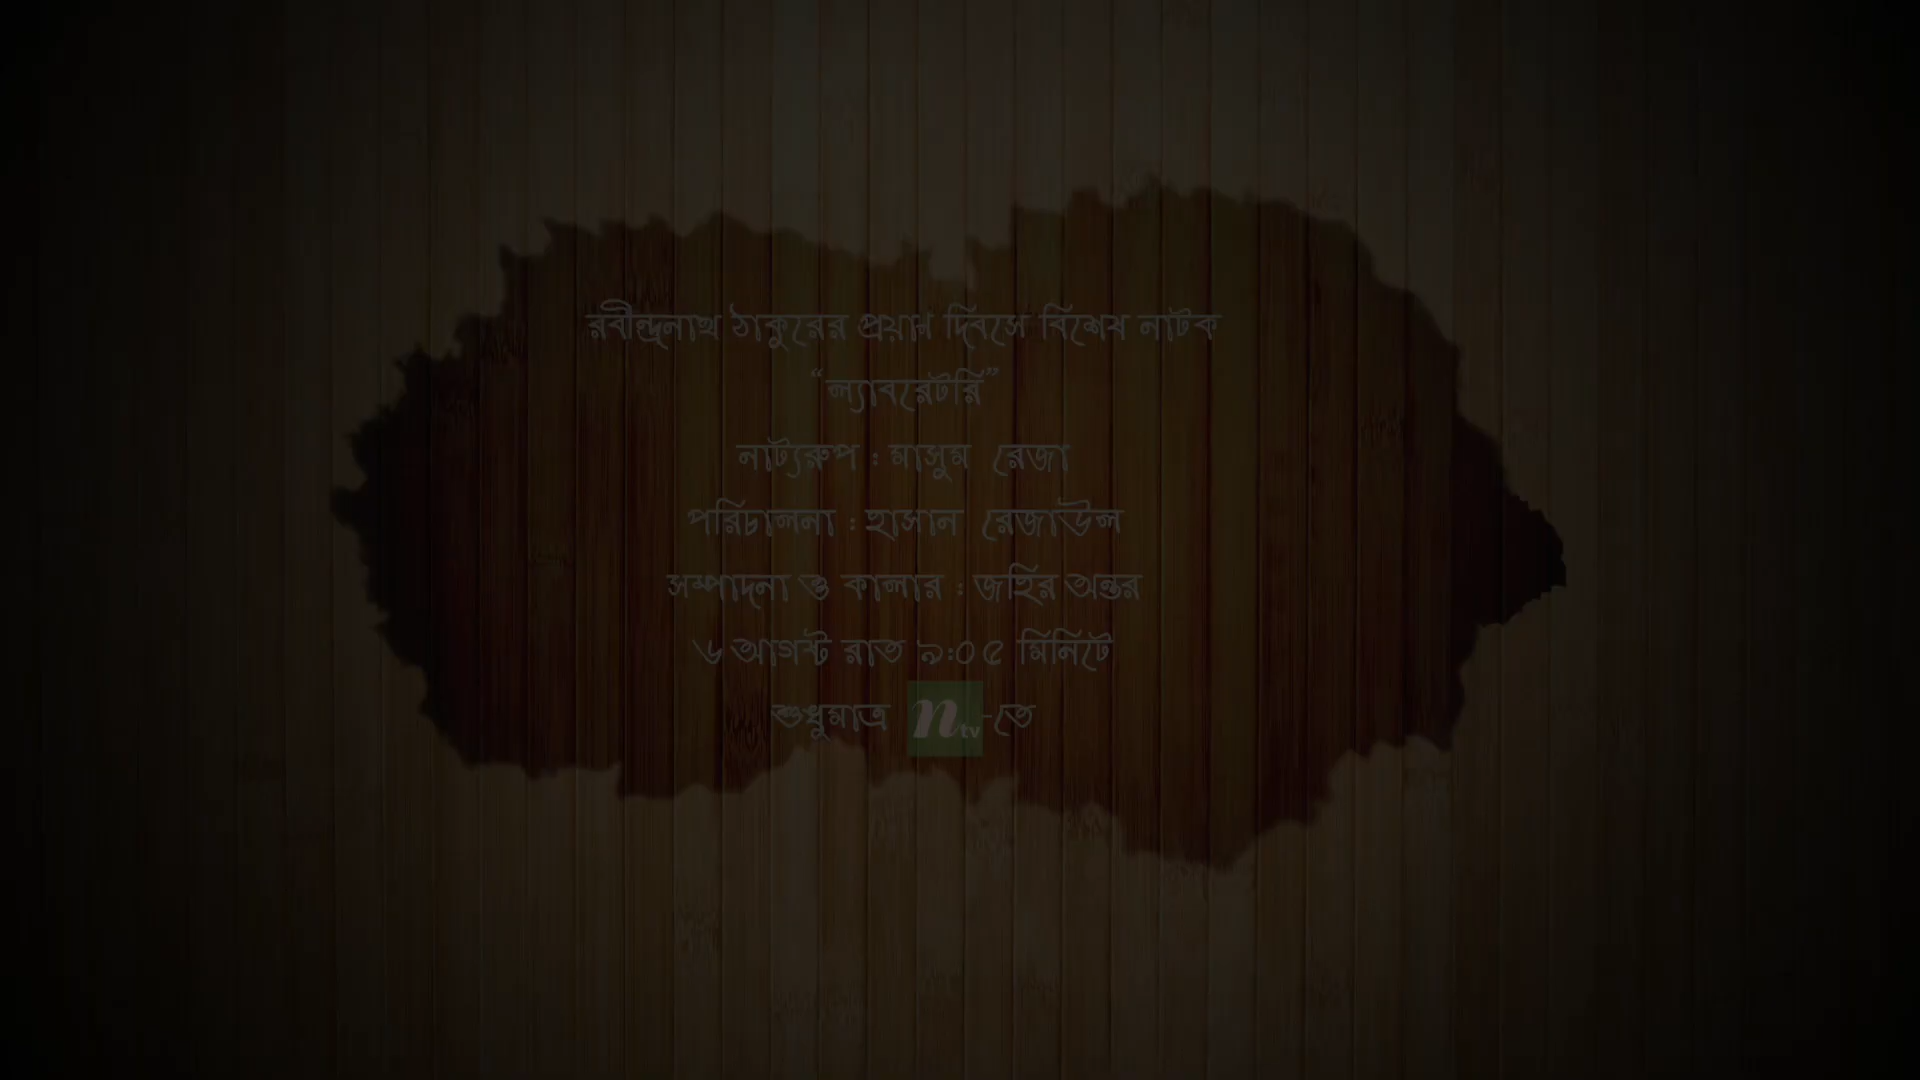 রবীন্দ্রনাথ ঠাকুরের প্রয়াণ দিবসে বিশেষ নাটক
“ল্যাবরেটরি”
নাট্যরুপ : মাসুম রেজা
পরিচালনা : হাসান রেজাউল
সম্পাদনা ও কালার : জহির অন্তর
৬ আগস্ট রাত ৯:০৫ মিনিটে
শুধুমাত্র ntv-তে